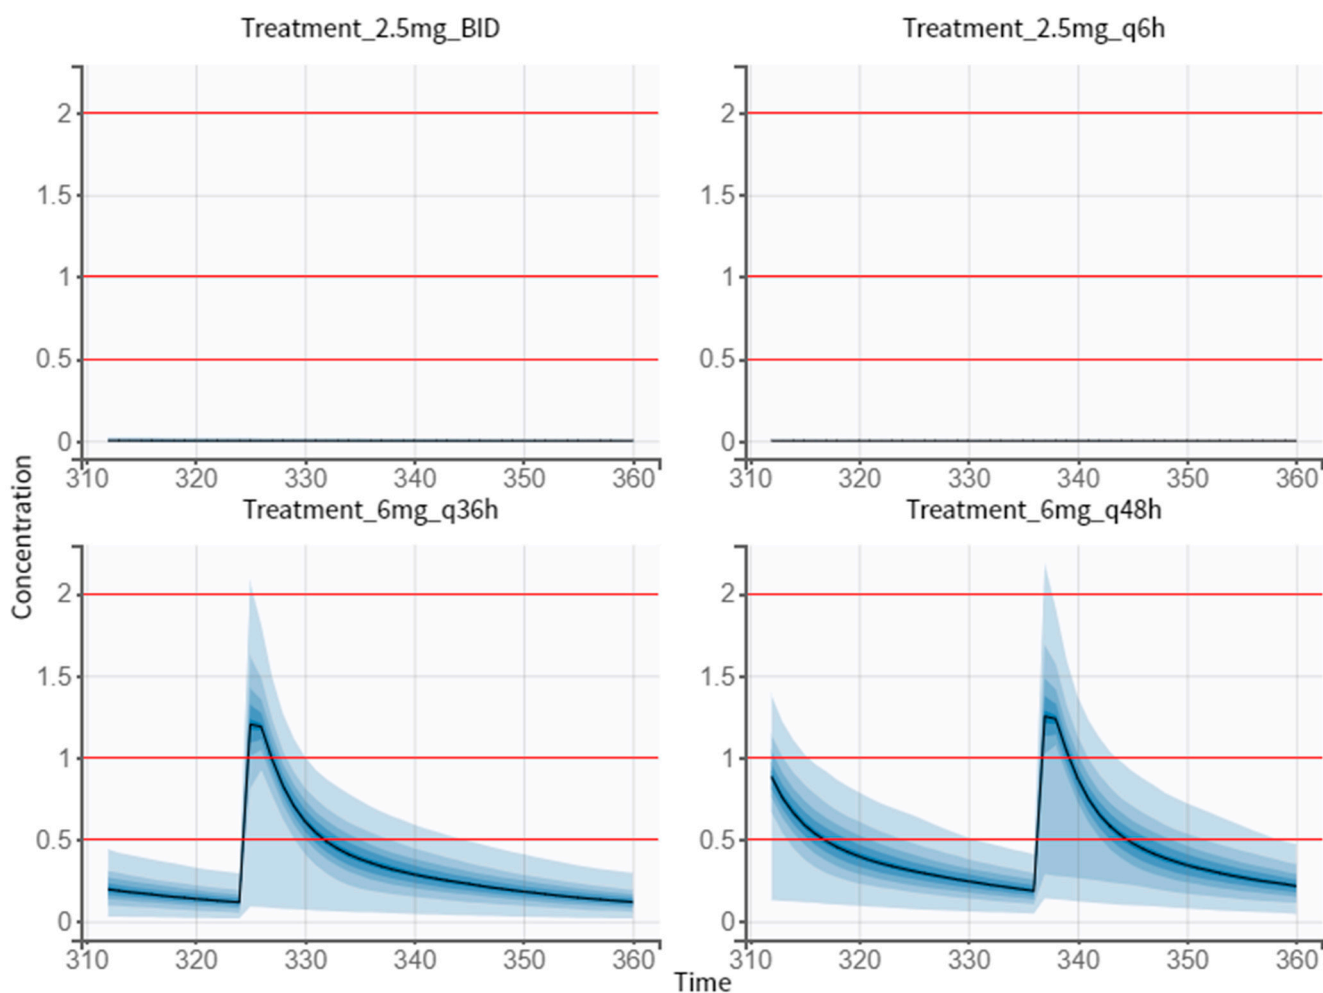 Treatment_2.5mg_BID
Treatment_2.5mg_q6h
2
1.5
1
0.5
0
310 320 330 340 350 360
2
1.5
1
0.5
0
310 320 330 340 350 360
Treatment_6mg_q36h
Treatment_6mg_q48h
2
1.5
1
0.5
0
310 320 330 340 350 360
2
1.5
1
0.5
0
310 320 330 340 350 360
Concentration
Time